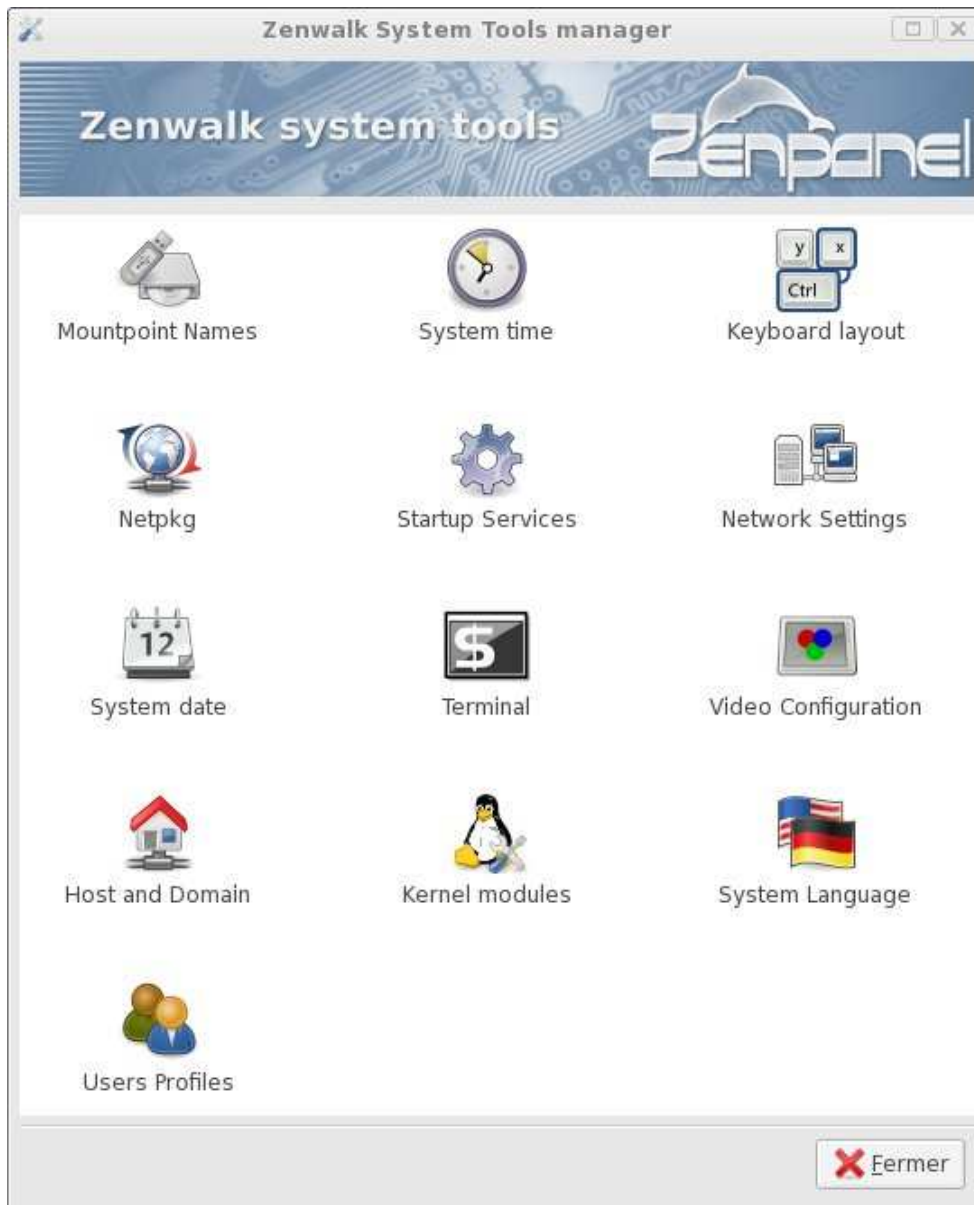 Zenwalk System Tools manager
Zenwalk system tools
Zenpanel
y x
Ctrl
Mountpoint Names
System time
Keyboard layout
Netpkg
Startup Services
Network Settings
12
$
System date
Terminal
Video Configuration
Host and Domain
Kernel modules
System Language
Users Profiles
Fermer